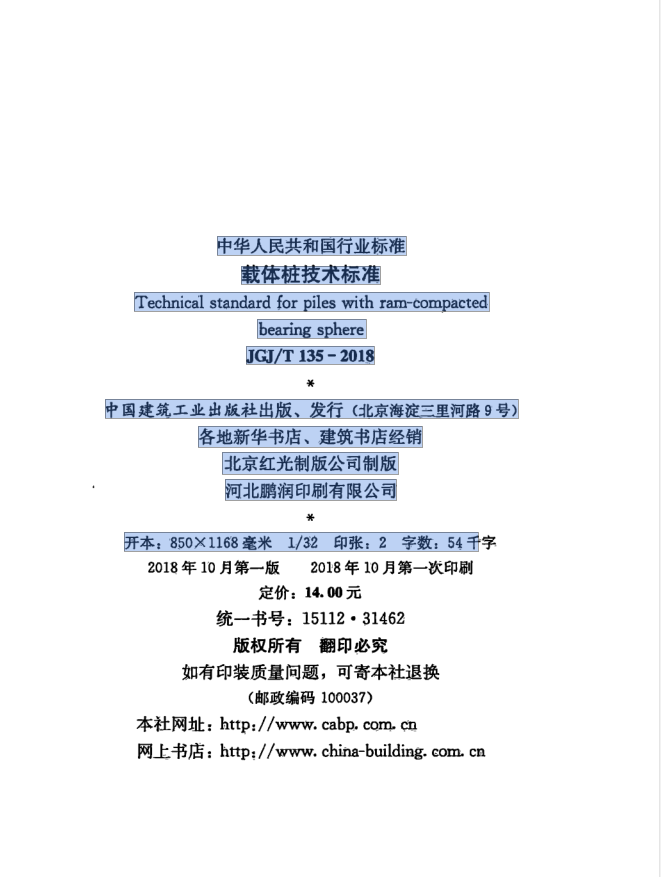 中华人民共和国行业标准
载体桩技术标准
Technical standard for piles with ram-compacted
bearing sphere
JGJ/T 135-2018
*
中国建筑工业出版社出版、发行（北京海淀三里河路9号）
各地新华书店、建筑书店经销
北京红光制版公司制版
河北鹏润印刷有限公司
*
开本：850×1168毫米 1/32 印张：2 字数：54千字
2018年10月第一版 2018年10月第一次印刷
定价：14.00元
统一书号：15112·31462
版权所有 翻印必究
如有印装质量问题，可寄本社退换
（邮政编码 100037）
本社网址：http://www.cabp.com.cn
网上书店：http://www.china-building.com.cn